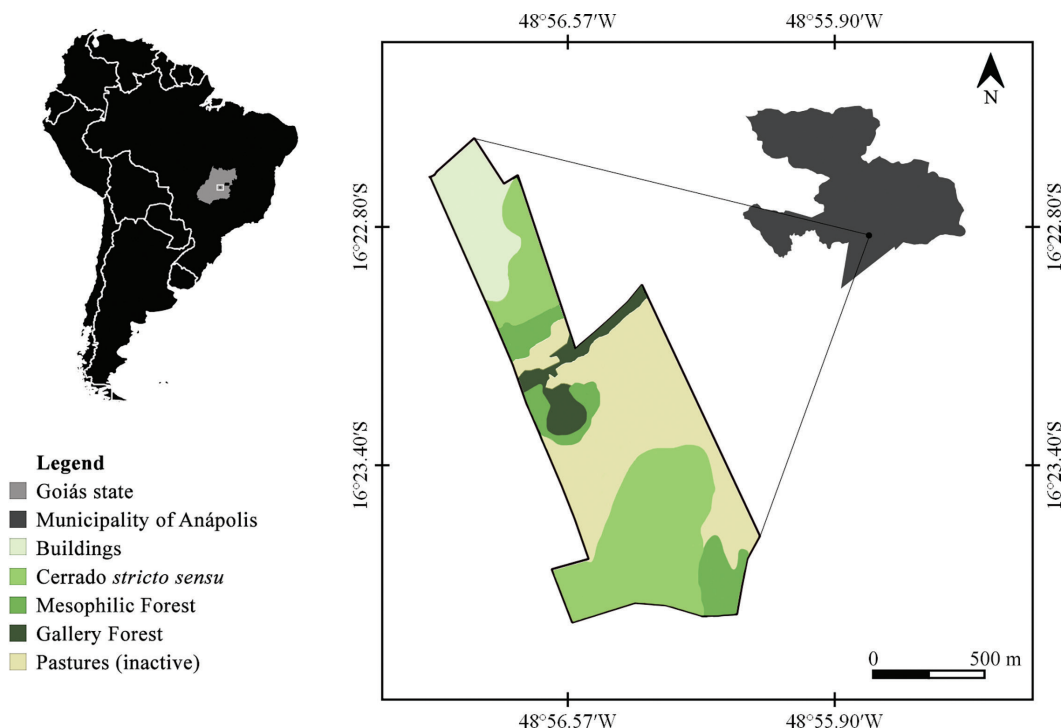 48°56.57'W
48°55.90'W
N
16°22.80'S
16°22.80'S
16°23.40'S
16°23.40'S
Legend
Goiás state
Municipality of Anápolis
Buildings
Cerrado stricto sensu
Mesophilic Forest
Gallery Forest
Pastures (inactive)
0
500 m
48°56.57'W
48°55.90'W